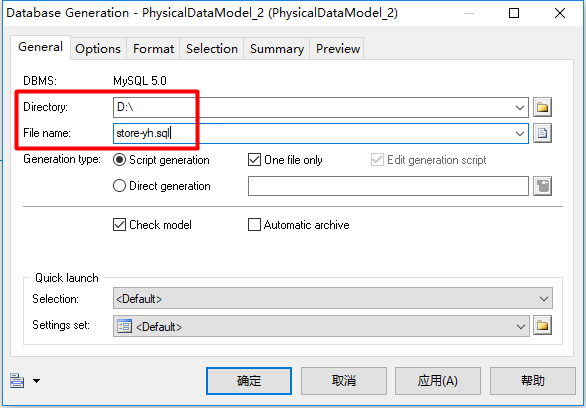 Database Generation - PhysicalDataModel_2 (PhysicalDataModel_2)
General Options Format Selection Summary Preview
DBMS: MySQL 5.0
Directory: D:\
File name: store-yh.sql
Generation type: Script generation One file only Edit generation script
Direct generation
Check model Automatic archive
Quick launch
Selection: <Default>
Settings set: <Default>
确定 取消 应用(A) 帮助